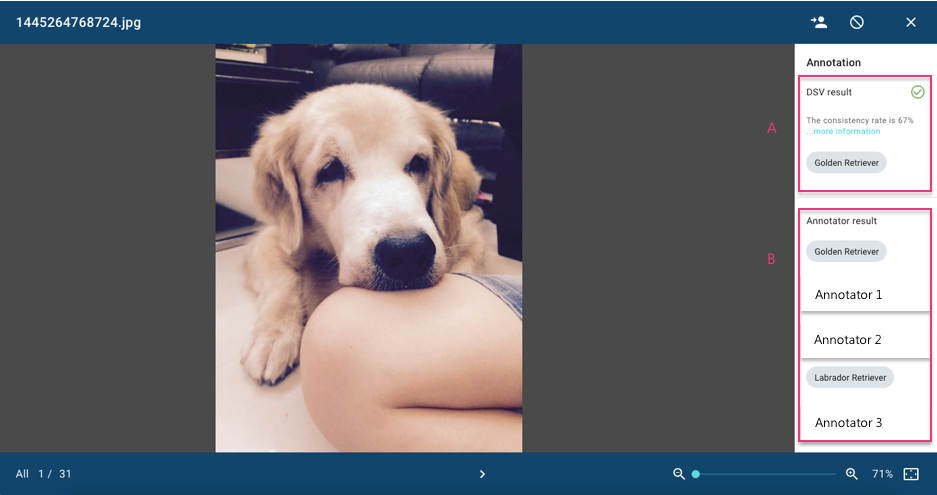 1445264768724.jpg
Annotation
DSV result
The consistency rate is 67%
...more information
Golden Retriever
A
Annotator result
Golden Retriever
B
Annotator 1
Annotator 2
Labrador Retriever
Annotator 3
All 1 / 31
71%